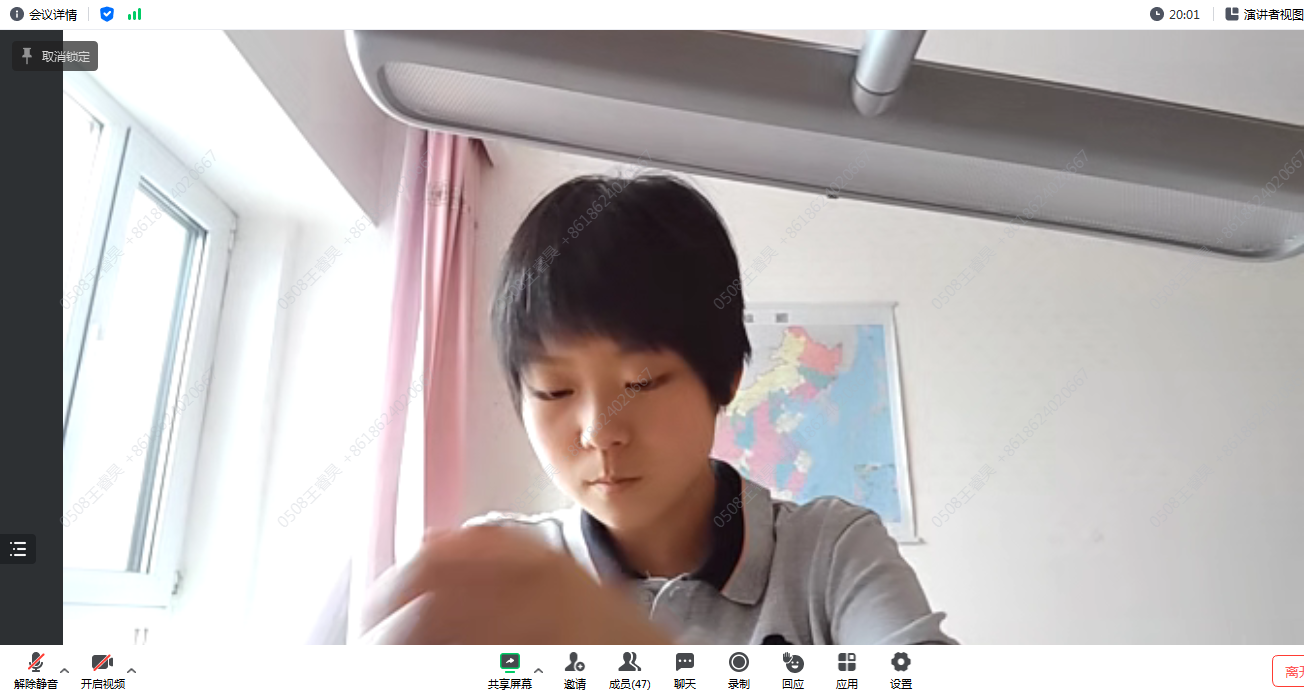 会议详情
20:01
演讲者视图
取消锁定
0508王睿昊 +8618624020667
解除静音
开启视频
共享屏幕
邀请
成员(47)
聊天
录制
回应
应用
设置
离开